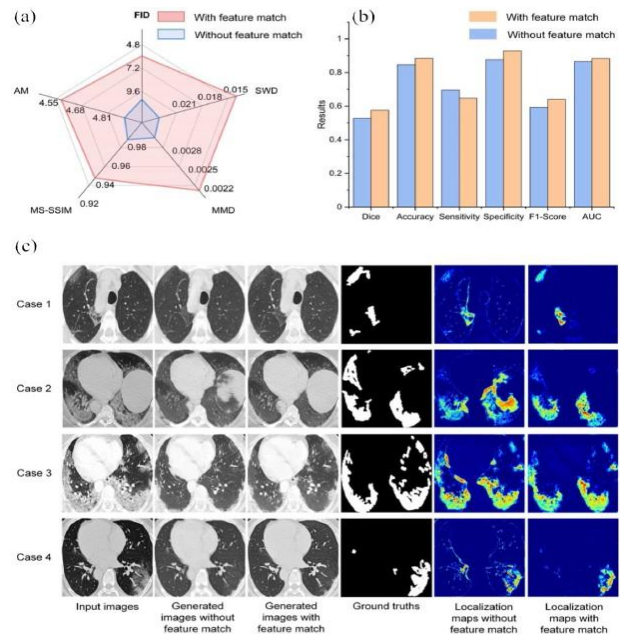 (a)
FID
With feature match
Without feature match
4.8
7.2
9.6
AM
4.55
4.68
4.81
0.021
0.018
0.015
SWD
0.98
0.96
0.94
0.92
MS-SSIM
0.0028
0.0025
0.0022
MMD
(b)
With feature match
Without feature match
1
0.8
0.6
0.4
0.2
0
Results
Dice
Accuracy
Sensitivity
Specificity
F1-Score
AUC
(c)
Case 1
Case 2
Case 3
Case 4
Input images
Generated
images without
feature match
Generated
images with
feature match
Ground truths
Localization
maps without
feature match
Localization
maps with
feature match